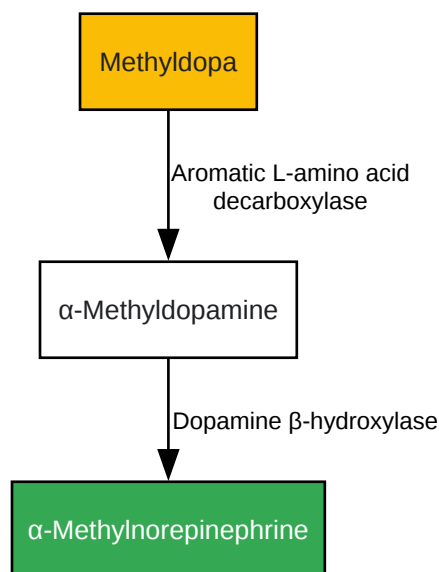 Methyldopa
Aromatic L-amino acid
decarboxylase
α-Methyldopamine
Dopamine β-hydroxylase
α-Methylnorepinephrine